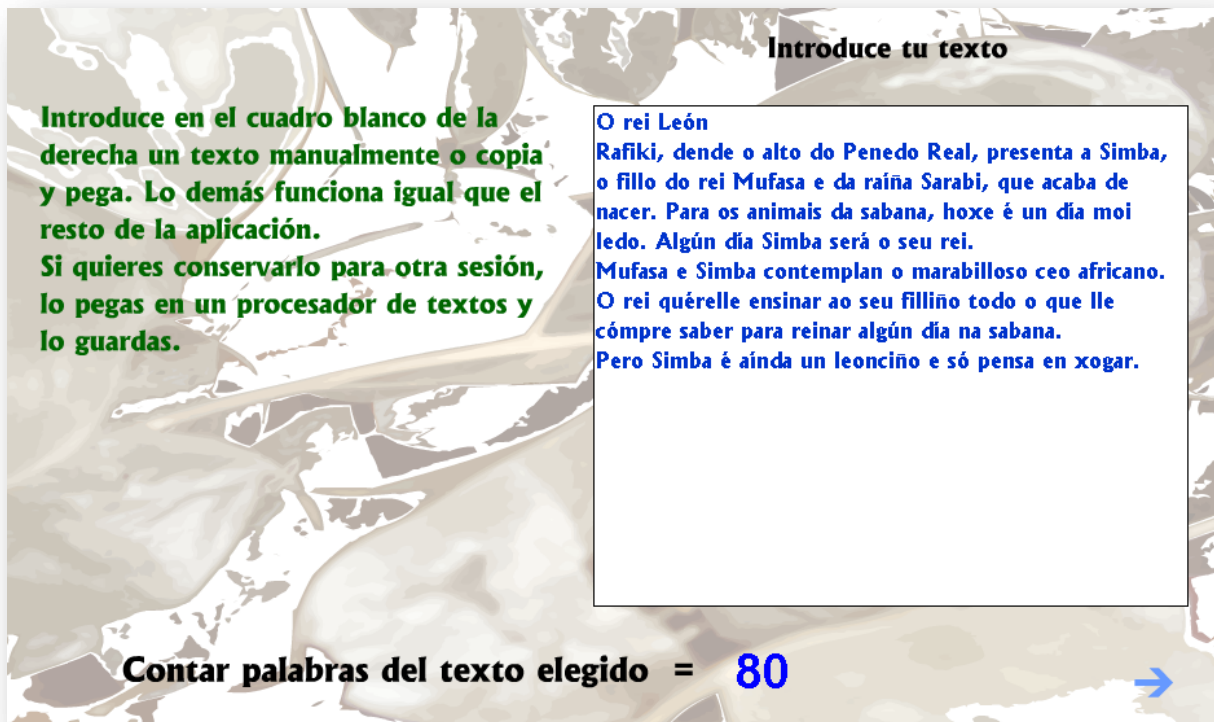 Introduce tu texto
Introduce en el cuadro blanco de la
derecha un texto manualmente o copia
y pega. Lo demás funciona igual que el
resto de la aplicación.
Si quieres conservarlo para otra sesión,
lo pegas en un procesador de textos y
lo guardas.
O rei León
Rafiki, dende o alto do Penedo Real, presenta a Simba,
o fillo do rei Mufasa e da raíña Sarabi, que acaba de
nacer. Para os animais da sabana, hoxe é un día moi
ledo. Algún día Simba será o seu rei.
Mufasa e Simba contemplan o marabilloso ceo africano.
O rei quérelle ensinar ao seu filliño todo o que lle
cómpre saber para reinar algún día na sabana.
Pero Simba é aínda un leonciño e só pensa en xogar.
Contar palabras del texto elegido = 80